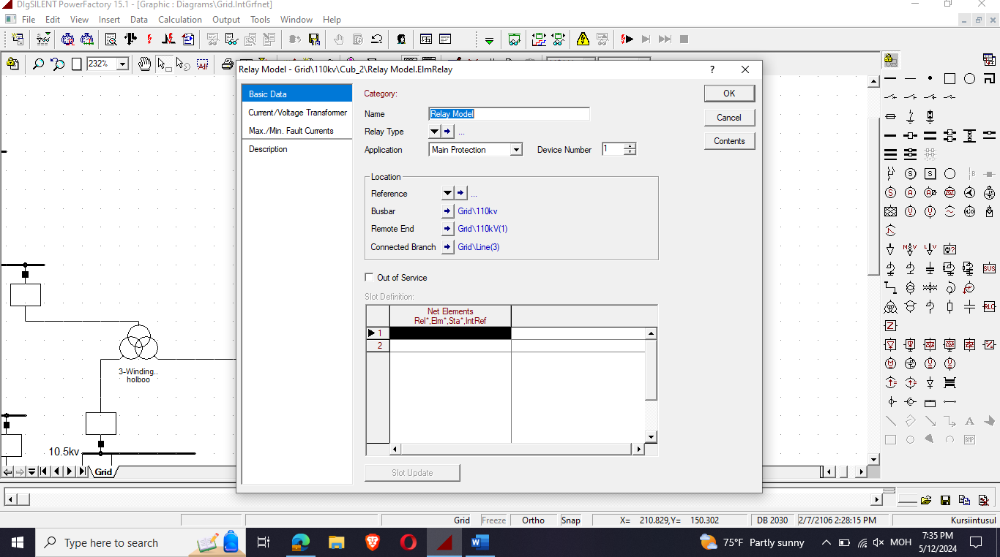 DIgSILENT PowerFactory 15.1 - [Graphic : Diagrams\Grid.IntGrfnet]
File Edit View Insert Data Calculation Output Tools Window Help
232%
Relay Model - Grid\110kv\Cub_2\Relay Model.ElmRelay
?
Basic Data
Current/Voltage Transformer
Max./Min. Fault Currents
Description
Category:
Name Relay Model
Relay Type ...
Application Main Protection Device Number 1
OK
Cancel
Contents
Location
Reference ...
Busbar Grid\110kv
Remote End Grid\110kV(1)
Connected Branch Grid\Line(3)
Out of Service
Slot Definition:
Net Elements
Rel*,Elm*,Sta*,IntRef
1
2
Slot Update
3-Winding..
holboo
10.5kv
Grid
Grid Freeze Ortho Snap X= 210.829,Y= 150.302 DB 2030 2/7/2106 2:28:15 PM Kursiintusul
Type here to search
75°F Partly sunny
МОН
7:35 PM
5/12/2024